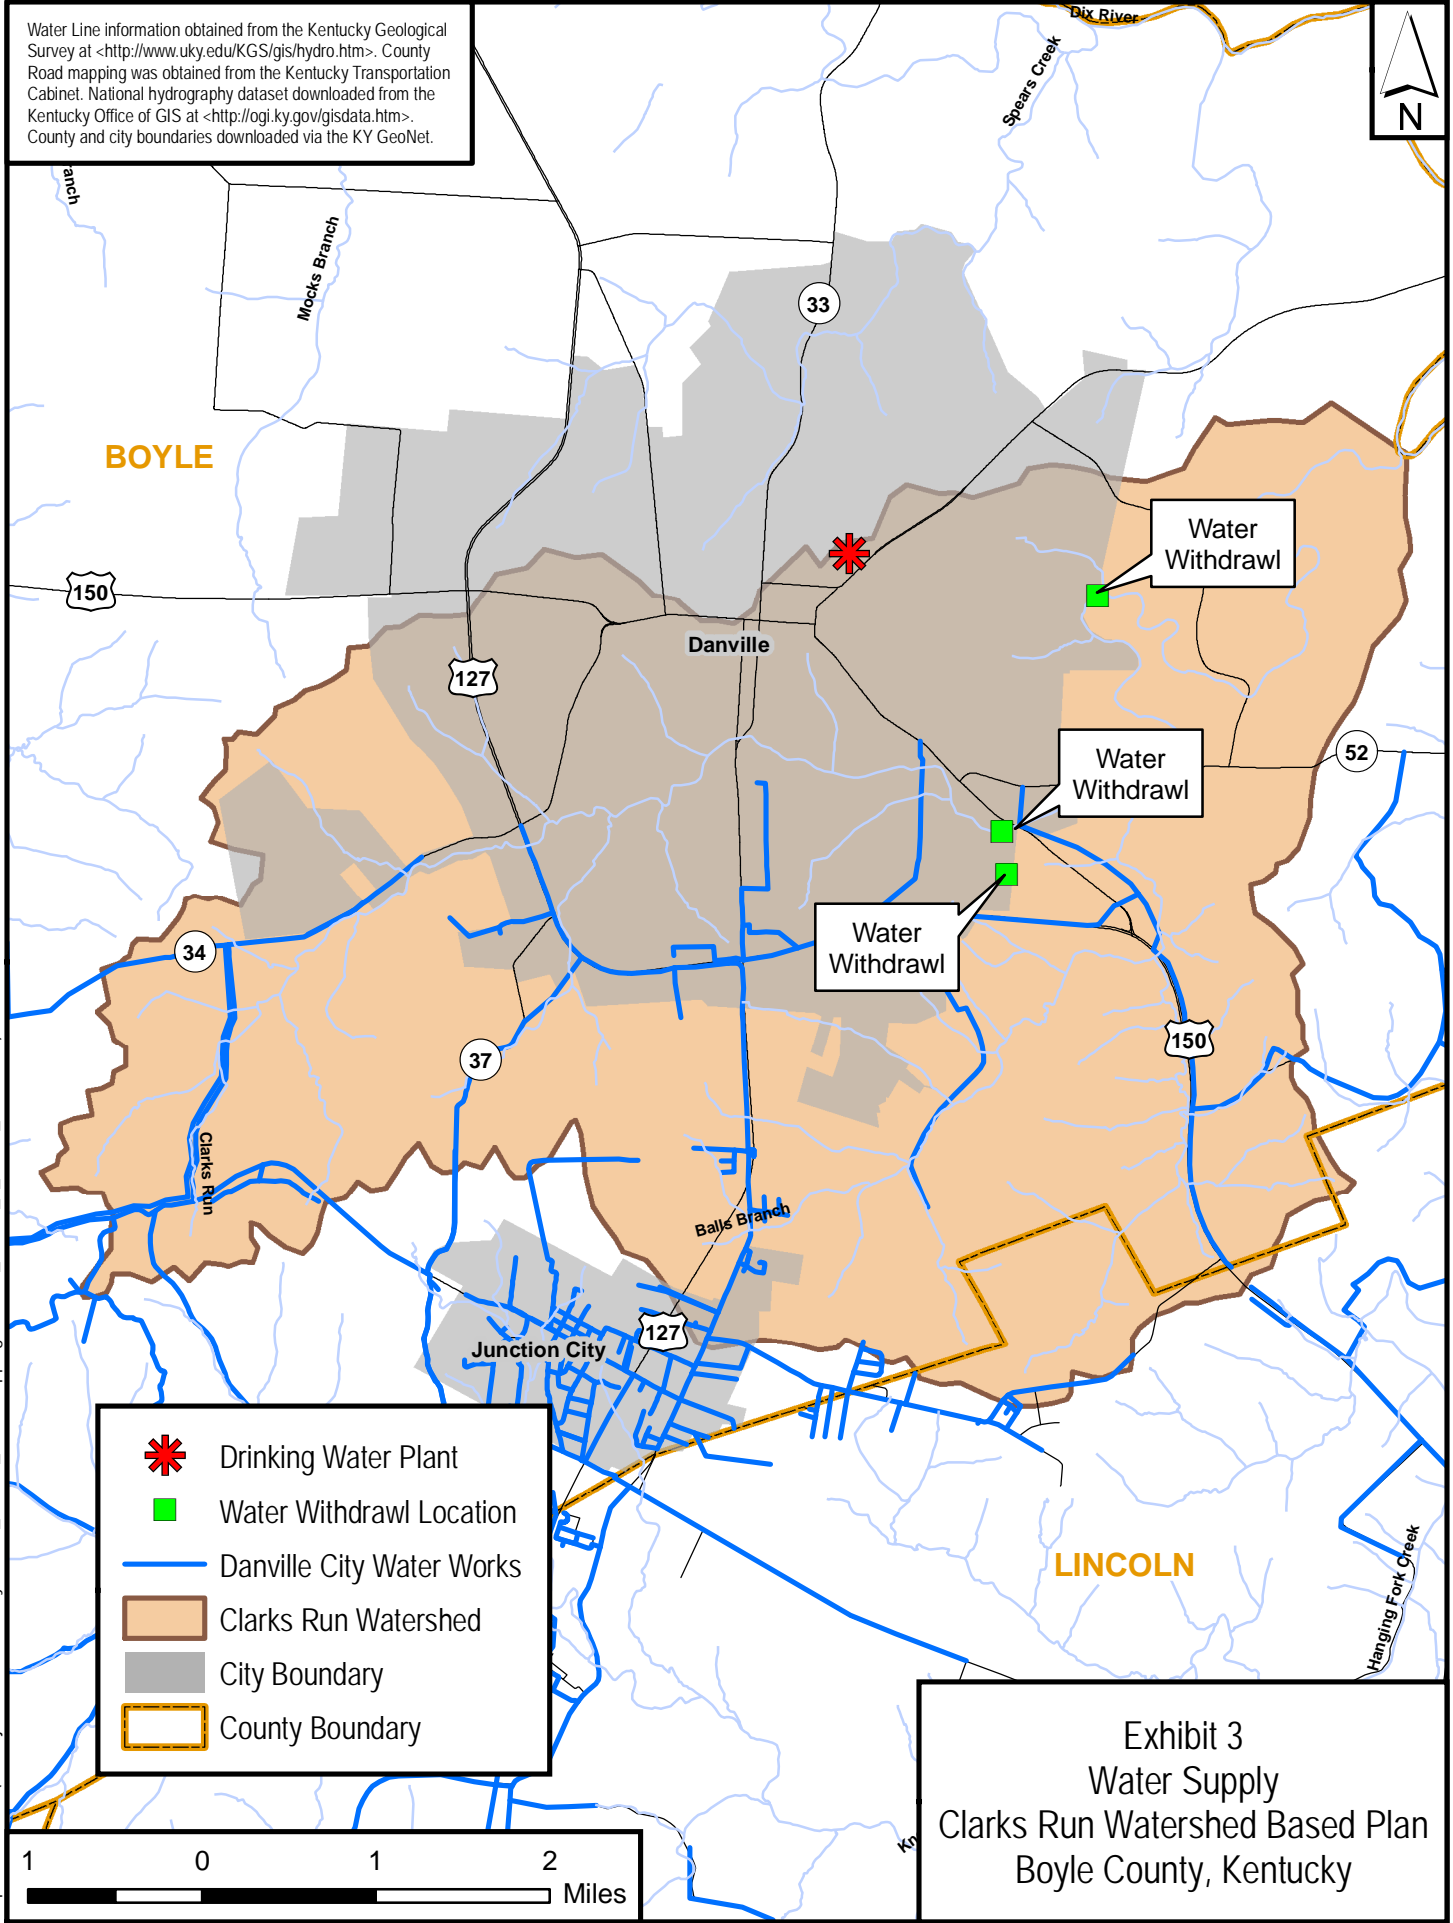 Water Line information obtained from the Kentucky Geological
Survey at <http://www.uky.edu/KGS/gis/hydro.htm>. County
Road mapping was obtained from the Kentucky Transportation
Cabinet. National hydrography dataset downloaded from the
Kentucky Office of GIS at <http://ogi.ky.gov/gisdata.htm>.
County and city boundaries downloaded via the KY GeoNet.
Dix River
Spears Creek
N
ranch
Mocks Branch
33
BOYLE
Water
Withdrawl
150
Danville
127
52
Water
Withdrawl
34
Water
Withdrawl
150
37
Clarks Run
Balls Branch
127
Junction City
Drinking Water Plant
Water Withdrawl Location
Danville City Water Works
Clarks Run Watershed
City Boundary
County Boundary
LINCOLN
Hanging Fork Creek
Kn
Exhibit 3
Water Supply
Clarks Run Watershed Based Plan
Boyle County, Kentucky
1 0 1 2
Miles